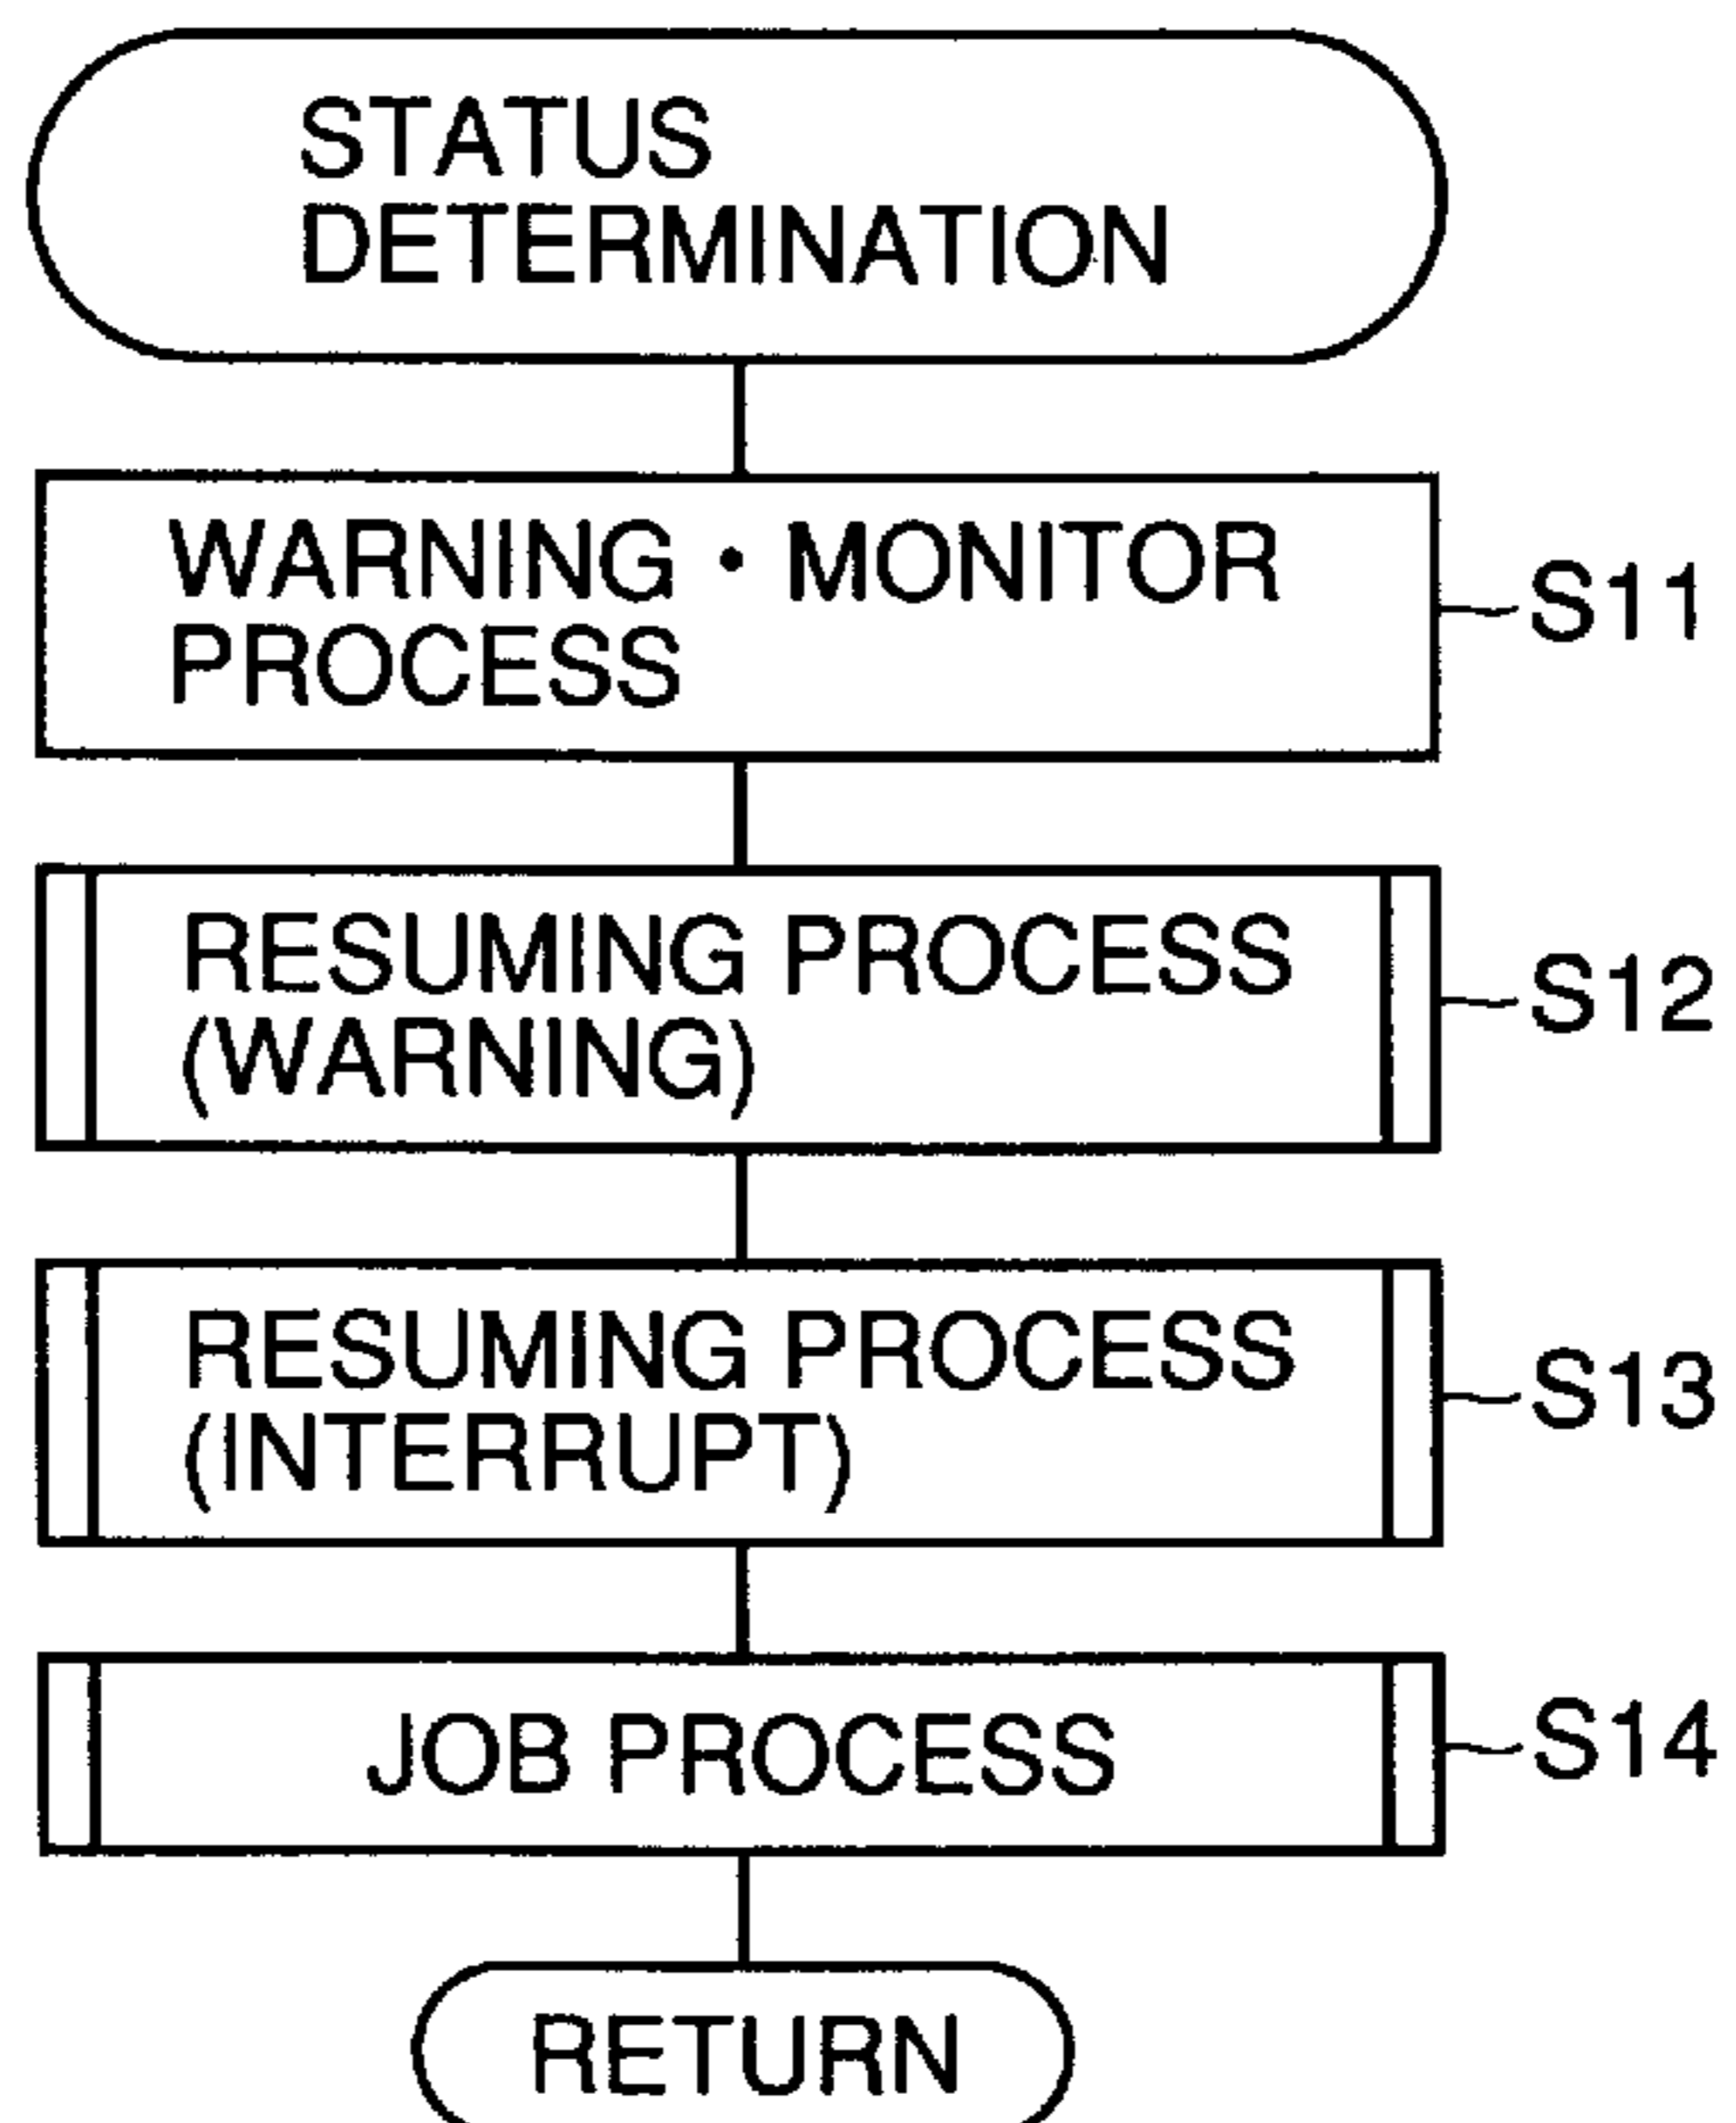 STATUS
DETERMINATION
WARNING・MONITOR
PROCESS
S11
RESUMING PROCESS
(WARNING)
S12
RESUMING PROCESS
(INTERRUPT)
S13
JOB PROCESS
S14
RETURN